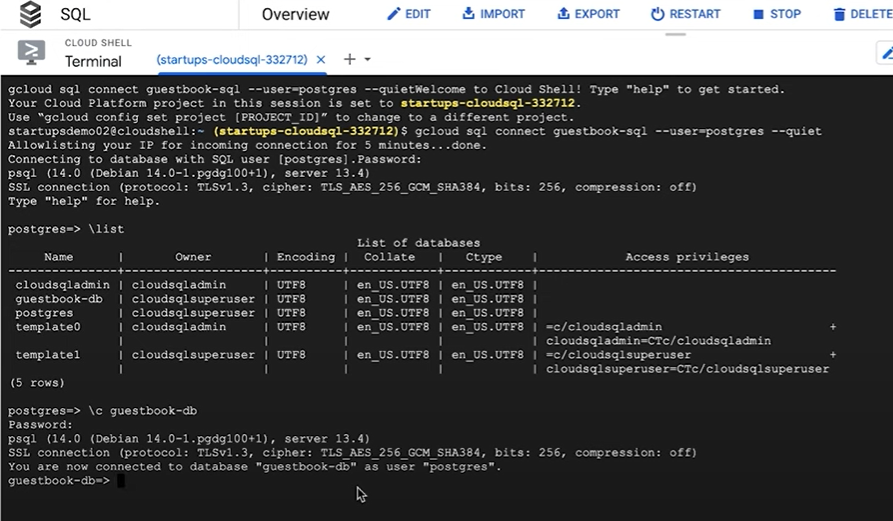 SQL
Overview
EDIT
IMPORT
EXPORT
RESTART
STOP
DELETE
CLOUD SHELL
Terminal
(startups-cloudsql-332712)
gcloud sql connect guestbook-sql --user=postgres --quietWelcome to Cloud Shell! Type "help" to get started.
Your Cloud Platform project in this session is set to startups-cloudsql-332712.
Use “gcloud config set project [PROJECT_ID]” to change to a different project.
startupsdemo02@cloudshell:~ (startups-cloudsql-332712)$ gcloud sql connect guestbook-sql --user=postgres --quiet
Allowlisting your IP for incoming connection for 5 minutes...done.
Connecting to database with SQL user [postgres].Password:
psql (14.0 (Debian 14.0-1.pgdg100+1), server 13.4)
SSL connection (protocol: TLSv1.3, cipher: TLS_AES_256_GCM_SHA384, bits: 256, compression: off)
Type "help" for help.
postgres=> \list
List of databases
Name | Owner | Encoding | Collate | Ctype | Access privileges
cloudsqladmin | cloudsqladmin | UTF8 | en_US.UTF8 | en_US.UTF8 |
guestbook-db | cloudsqlsuperuser | UTF8 | en_US.UTF8 | en_US.UTF8 |
postgres | cloudsqlsuperuser | UTF8 | en_US.UTF8 | en_US.UTF8 |
template0 | cloudsqladmin | UTF8 | en_US.UTF8 | en_US.UTF8 | =c/cloudsqladmin +
| | | | | cloudsqladmin=CTc/cloudsqladmin
template1 | cloudsqlsuperuser | UTF8 | en_US.UTF8 | en_US.UTF8 | =c/cloudsqlsuperuser +
| | | | | cloudsqlsuperuser=CTc/cloudsqlsuperuser
(5 rows)
postgres=> \c guestbook-db
Password:
psql (14.0 (Debian 14.0-1.pgdg100+1), server 13.4)
SSL connection (protocol: TLSv1.3, cipher: TLS_AES_256_GCM_SHA384, bits: 256, compression: off)
You are now connected to database "guestbook-db" as user "postgres".
guestbook-db=>